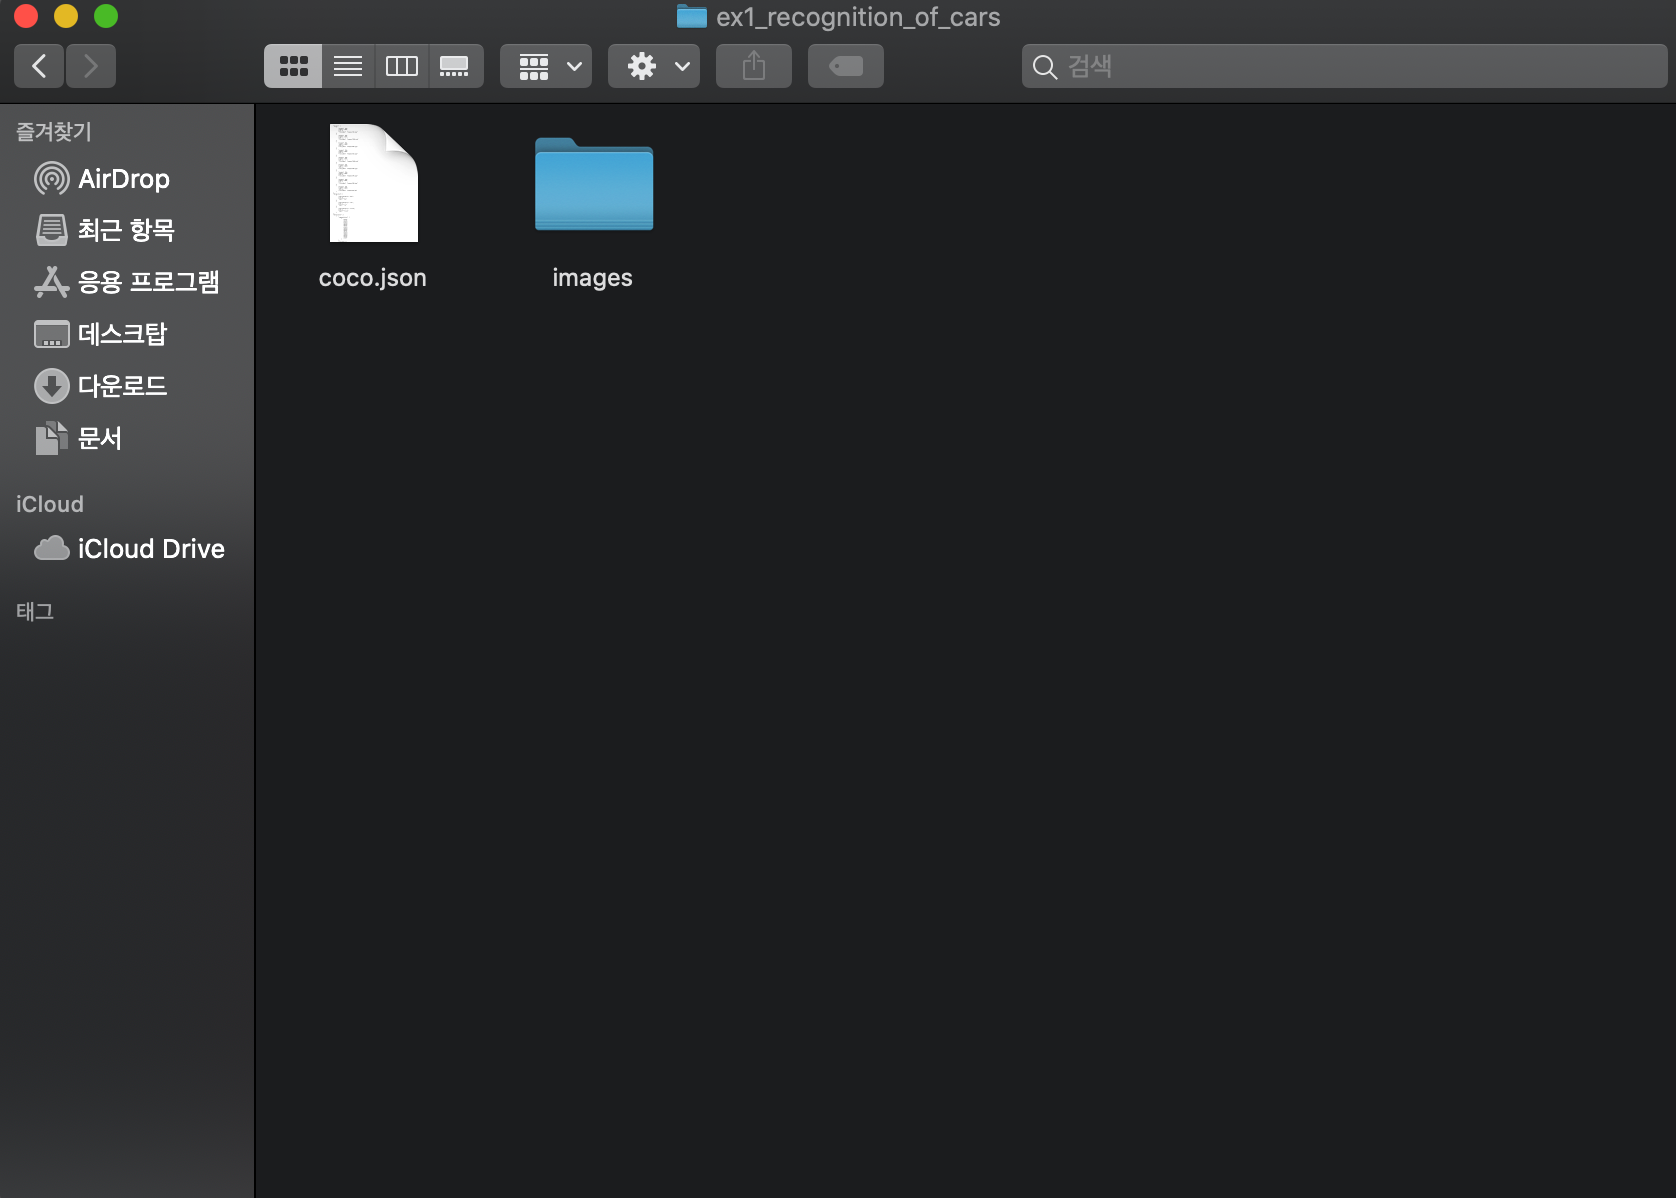 ex1_recognition_of_cars
검색
즐겨찾기
AirDrop
최근 항목
응용 프로그램
데스크탑
다운로드
문서
iCloud
iCloud Drive
태그
coco.json
images